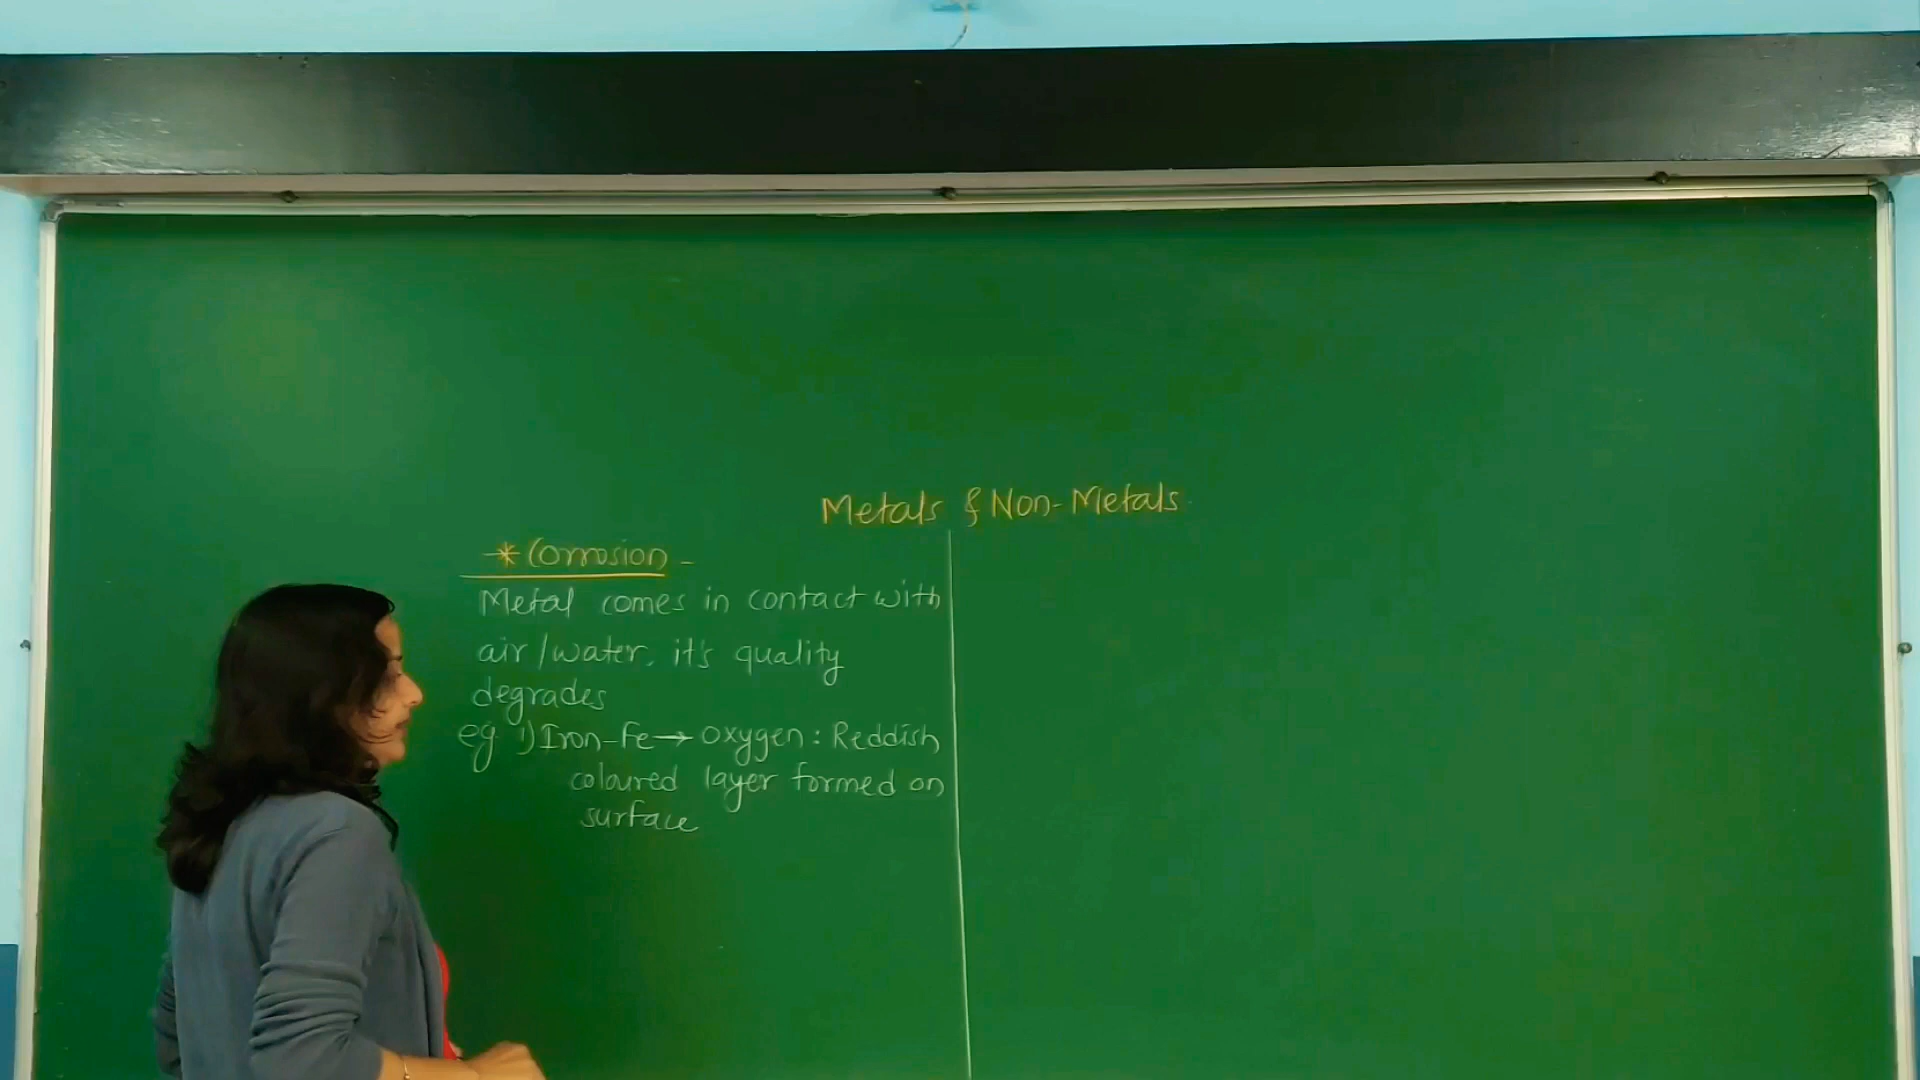 Metals & Non-Metals
* Corrosion -
Metal comes in contact with
air/water, it's quality
degrades
eg 1) Iron-Fe → oxygen : Reddish
coloured layer formed on
surface